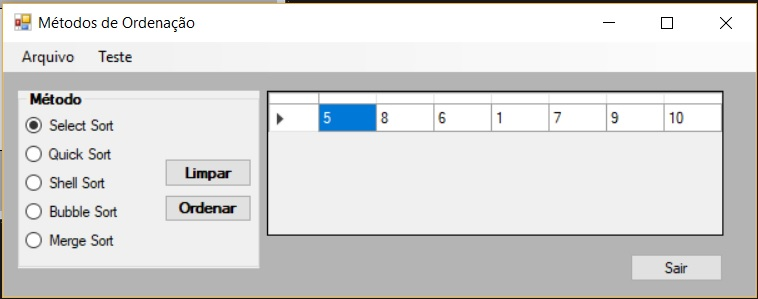 Métodos de Ordenação
Arquivo Teste
Método
Select Sort
Quick Sort
Shell Sort
Bubble Sort
Merge Sort
Limpar
Ordenar
5 8 6 1 7 9 10
Sair